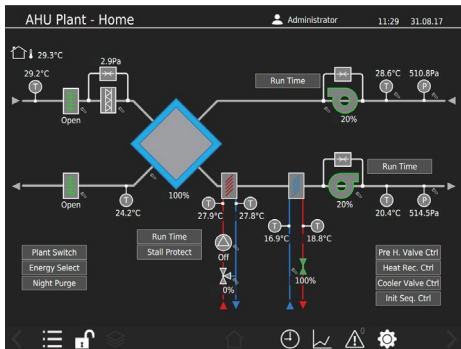 AHU Plant - Home
Administrator
11:29 31.08.17
29.3°C
29.2°C
2.9Pa
28.6°C
510.8Pa
T
Run Time
T
P
Open
20%
Run Time
Open
100%
T
24.2°C
20%
T
P
20.4°C
514.5Pa
T
T
27.9°C
27.8°C
T
T
16.9°C
18.8°C
Run Time
Stall Protect
Off
0%
100%
Plant Switch
Energy Select
Night Purge
Pre H. Valve Ctrl
Heat Rec. Ctrl
Cooler Valve Ctrl
Init Seq. Ctrl
0